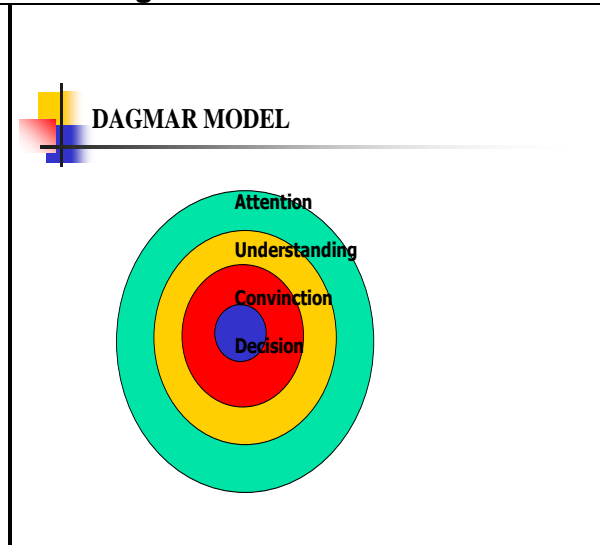 DAGMAR MODEL
Attention
Understanding
Convinction
Decision